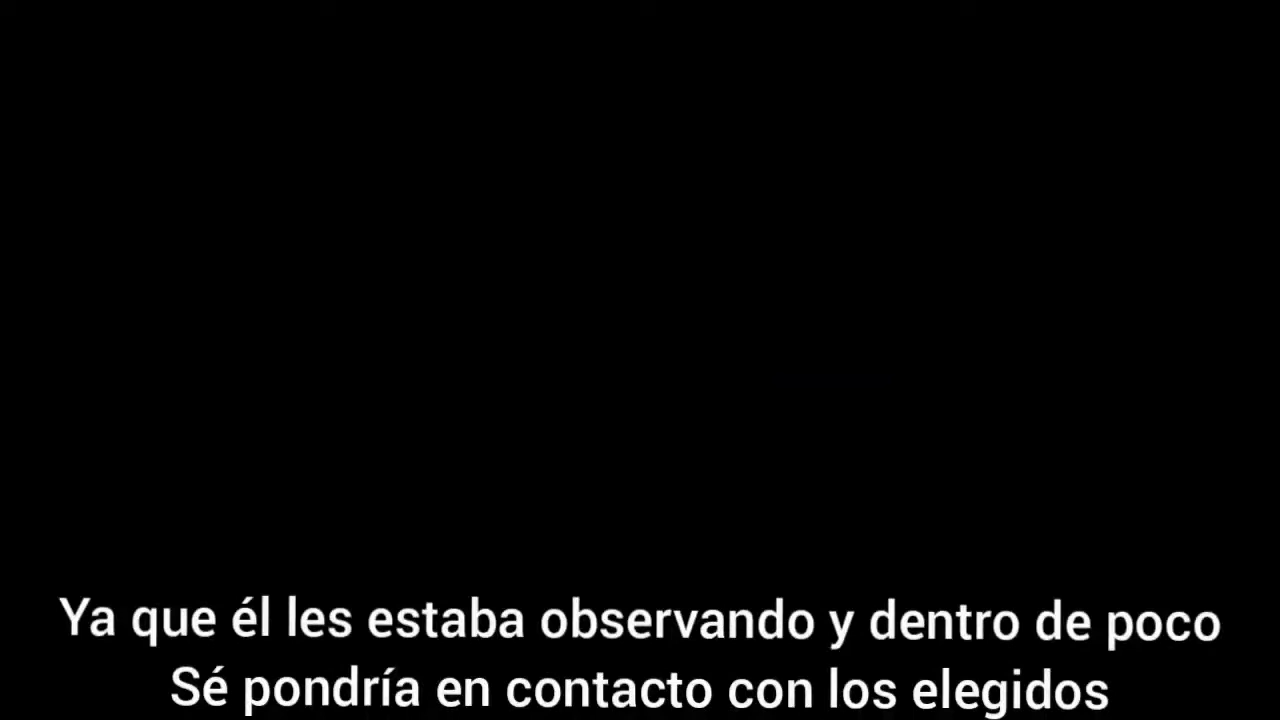 Ya que él les estaba observando y dentro de poco
Sé pondría en contacto con los elegidos